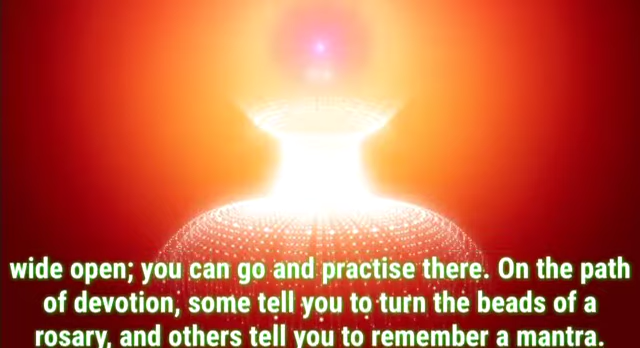 wide open; you can go and practise there. On the path
of devotion, some tell you to turn the beads of a
rosary, and others tell you to remember a mantra.